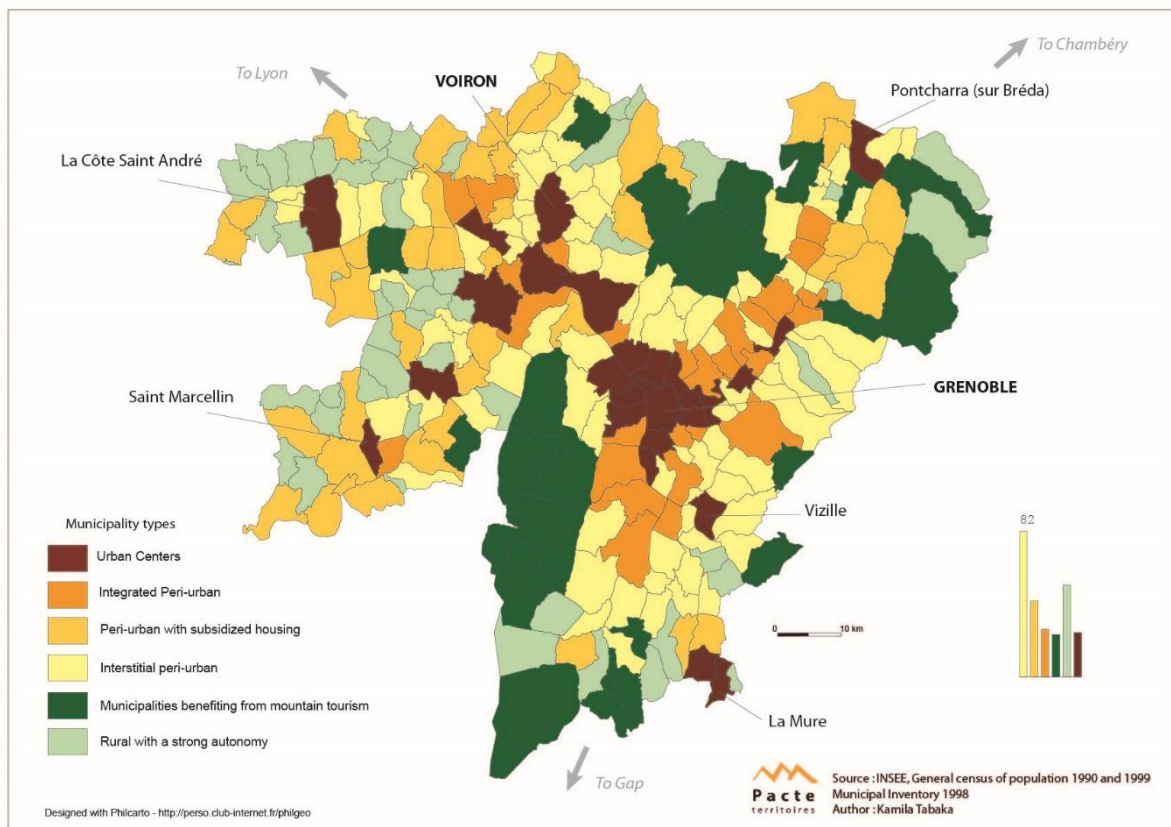 To Lyon
VOIRON
To Chambéry
Pontcharra (sur Bréda)
La Côte Saint André
GRENOBLE
Saint Marcellin
Vizille
Municipality types
Urban Centers
Integrated Peri-urban
Peri-urban with subsidized housing
Interstitial peri-urban
Municipalities benefiting from mountain tourism
Rural with a strong autonomy
82
0 10 km
La Mure
To Gap
Pacte
territoires
Source : INSEE, General census of population 1990 and 1999
Municipal Inventory 1998
Author : Kamila Tabaka
Designed with Philcarto - http://perso.club-internet.fr/philgeo